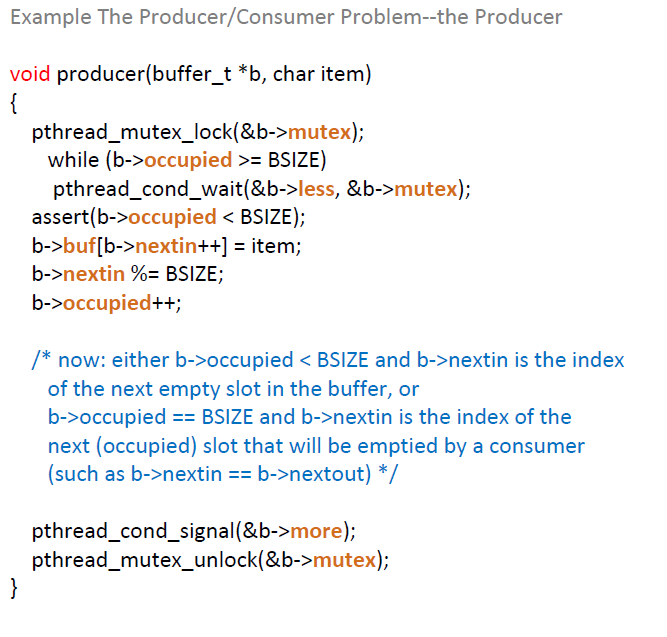 Example The Producer/Consumer Problem--the Producer
void producer(buffer_t *b, char item)
{
pthread_mutex_lock(&b->mutex);
while (b->occupied >= BSIZE)
pthread_cond_wait(&b->less, &b->mutex);
assert(b->occupied < BSIZE);
b->buf[b->nextin++] = item;
b->nextin %= BSIZE;
b->occupied++;
/* now: either b->occupied < BSIZE and b->nextin is the index
of the next empty slot in the buffer, or
b->occupied == BSIZE and b->nextin is the index of the
next (occupied) slot that will be emptied by a consumer
(such as b->nextin == b->nextout) */
pthread_cond_signal(&b->more);
pthread_mutex_unlock(&b->mutex);
}